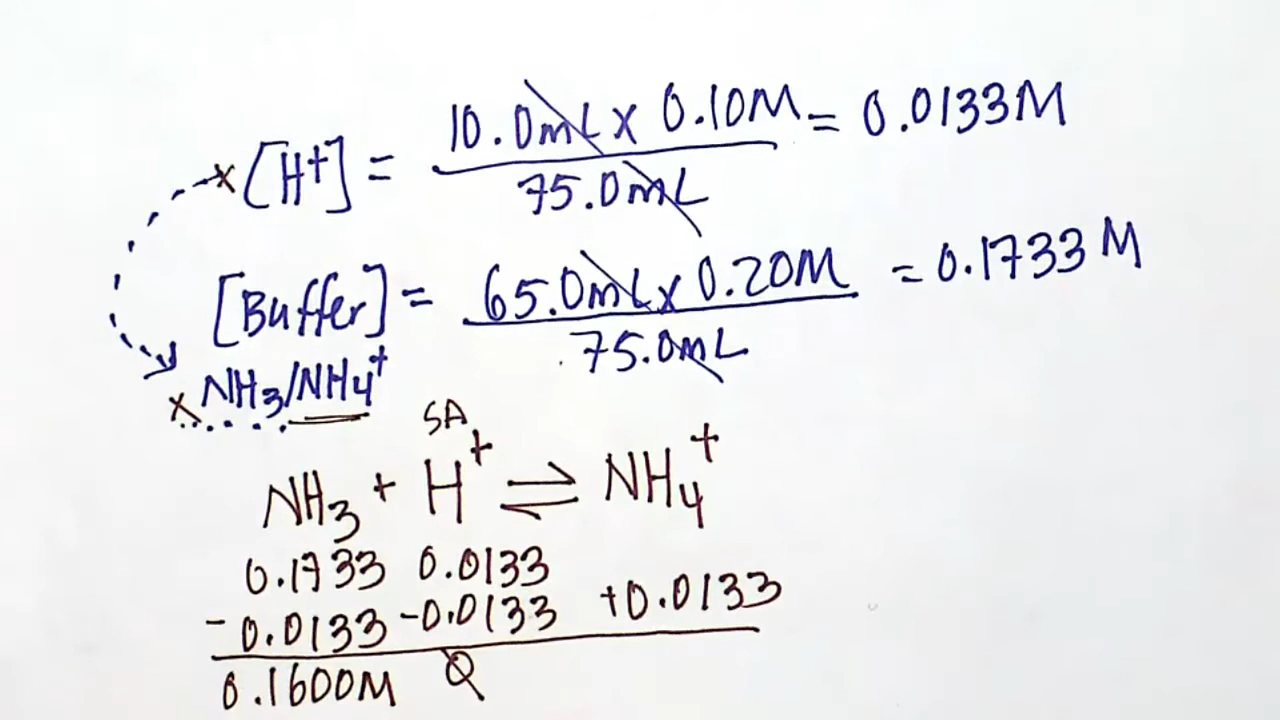 [H+] = 10.0mL x 0.10M / 75.0mL = 0.0133M
[Buffer] = 65.0mL x 0.20M / 75.0mL = 0.1733 M
NH3/NH4+
SA
NH3 + H+ ⇌ NH4+
0.1733 0.0133
-0.0133 -0.0133 +0.0133
0.1600M 0